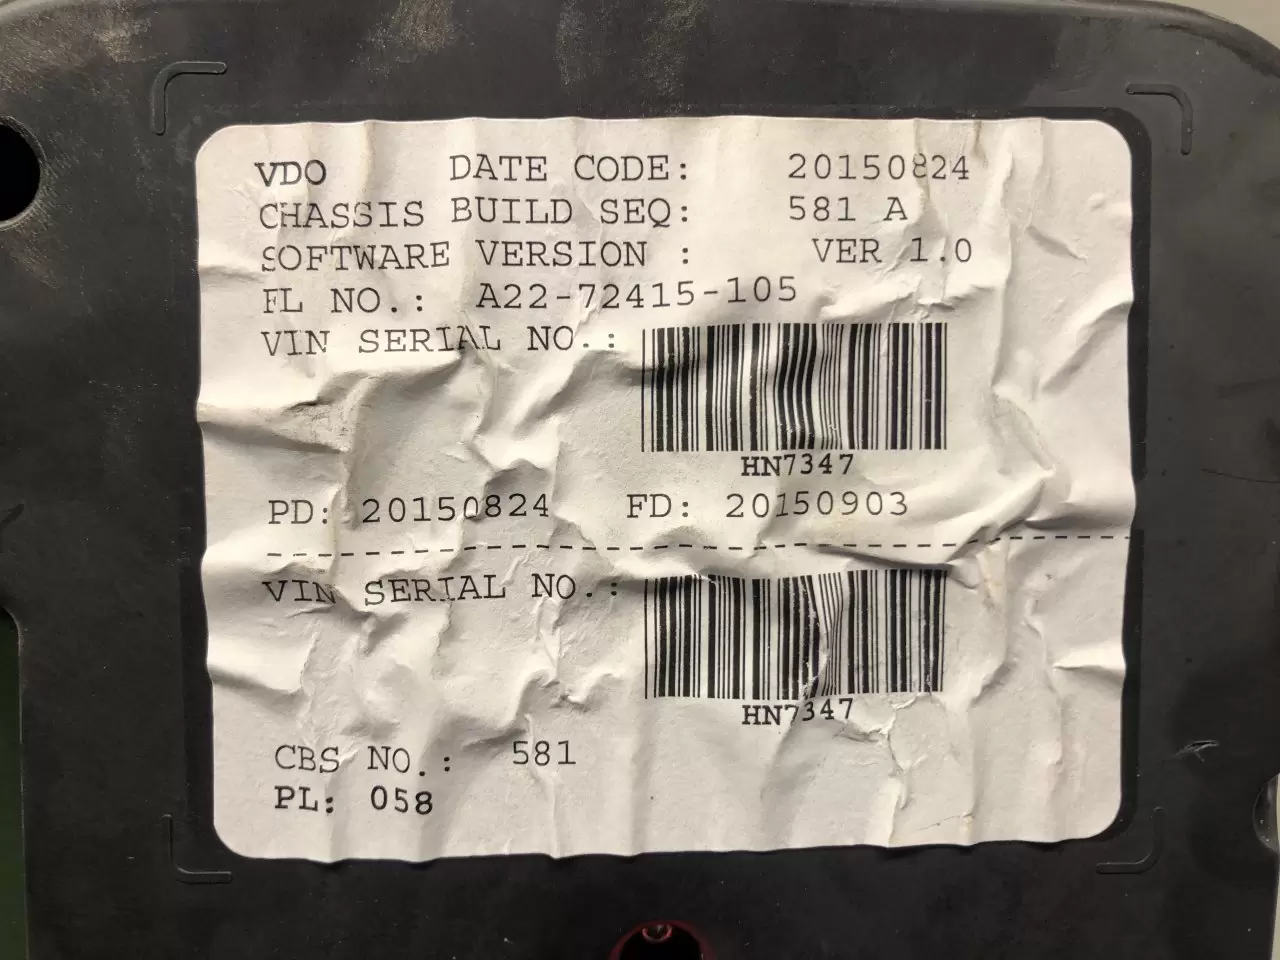 VDO DATE CODE: 20150824
CHASSIS BUILD SEQ: 581 A
SOFTWARE VERSION : VER 1.0
FL NO.: A22-72415-105
VIN SERIAL NO.:
HN7347
PD: 20150824 FD: 20150903
VIN SERIAL NO.:
HN7347
CBS NO.: 581
PL: 058